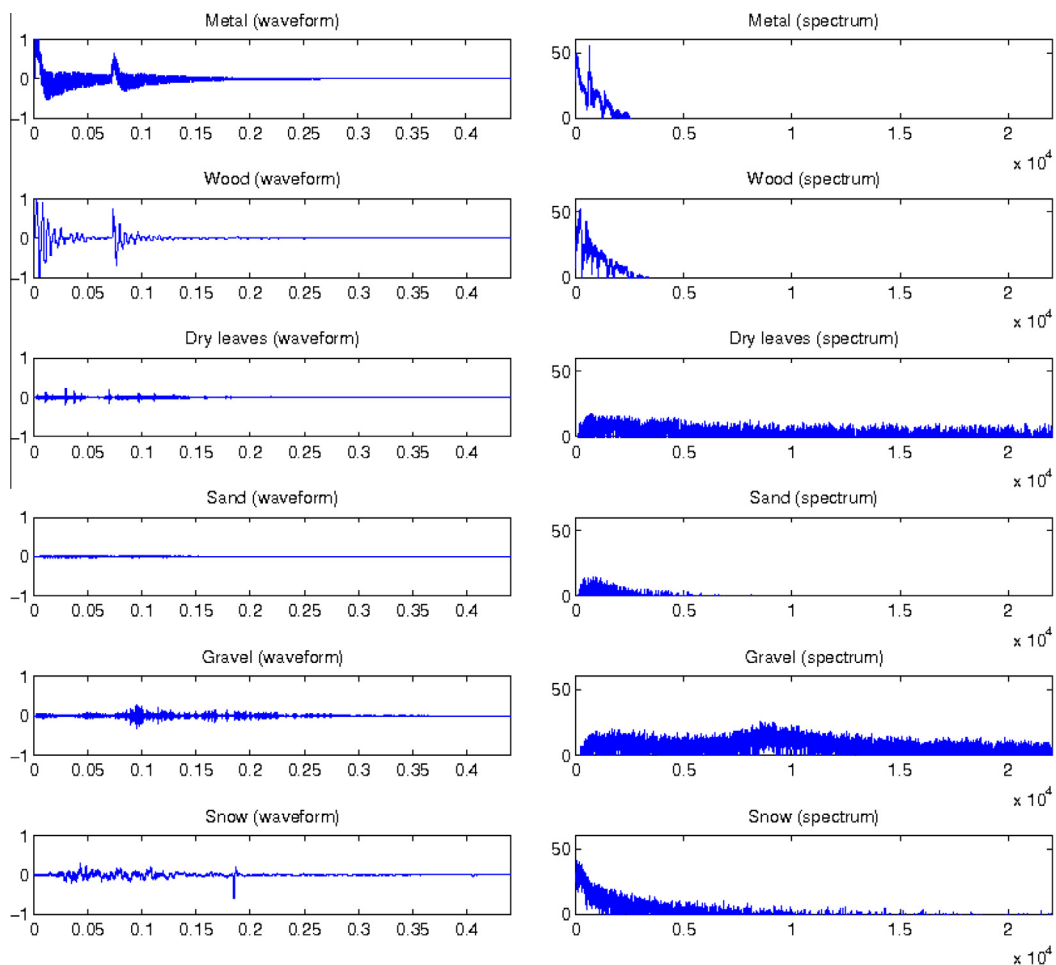 Metal (waveform)
1
0
−1
0 0.05 0.1 0.15 0.2 0.25 0.3 0.35 0.4
Metal (spectrum)
50
0
0 0.5 1 1.5 2
x 10^4
Wood (waveform)
1
0
−1
0 0.05 0.1 0.15 0.2 0.25 0.3 0.35 0.4
Wood (spectrum)
50
0
0 0.5 1 1.5 2
x 10^4
Dry leaves (waveform)
1
0
−1
0 0.05 0.1 0.15 0.2 0.25 0.3 0.35 0.4
Dry leaves (spectrum)
50
0
0 0.5 1 1.5 2
x 10^4
Sand (waveform)
1
0
−1
0 0.05 0.1 0.15 0.2 0.25 0.3 0.35 0.4
Sand (spectrum)
50
0
0 0.5 1 1.5 2
x 10^4
Gravel (waveform)
1
0
−1
0 0.05 0.1 0.15 0.2 0.25 0.3 0.35 0.4
Gravel (spectrum)
50
0
0 0.5 1 1.5 2
x 10^4
Snow (waveform)
1
0
−1
0 0.05 0.1 0.15 0.2 0.25 0.3 0.35 0.4
Snow (spectrum)
50
0
0 0.5 1 1.5 2
x 10^4